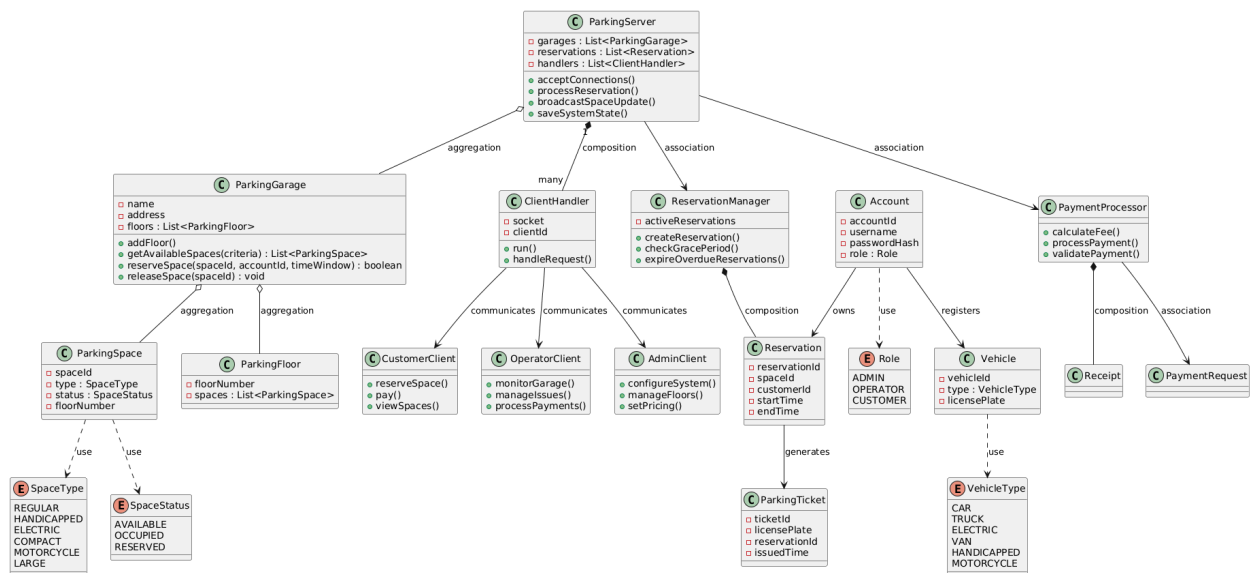 C ParkingServer
garages : List<ParkingGarage>
reservations : List<Reservation>
handlers : List<ClientHandler>
acceptConnections()
processReservation()
broadcastSpaceUpdate()
saveSystemState()
aggregation
1
composition
many
association
association
C ParkingGarage
name
address
floors : List<ParkingFloor>
addFloor()
getAvailableSpaces(criteria) : List<ParkingSpace>
reserveSpace(spaceId, accountId, timeWindow) : boolean
releaseSpace(spaceId) : void
C ClientHandler
socket
clientId
run()
handleRequest()
C ReservationManager
activeReservations
createReservation()
checkGracePeriod()
expireOverdueReservations()
C Account
accountId
username
passwordHash
role : Role
C PaymentProcessor
calculateFee()
processPayment()
validatePayment()
aggregation
aggregation
communicates
communicates
communicates
composition
owns
use
registers
composition
association
C ParkingSpace
spaceId
type : SpaceType
status : SpaceStatus
floorNumber
C ParkingFloor
floorNumber
spaces : List<ParkingSpace>
C CustomerClient
reserveSpace()
pay()
viewSpaces()
C OperatorClient
monitorGarage()
manageIssues()
processPayments()
C AdminClient
configureSystem()
manageFloors()
setPricing()
C Reservation
reservationId
spaceId
customerId
startTime
endTime
E Role
ADMIN
OPERATOR
CUSTOMER
C Vehicle
vehicleId
type : VehicleType
licensePlate
C Receipt
C PaymentRequest
use
use
generates
use
E SpaceType
REGULAR
HANDICAPPED
ELECTRIC
COMPACT
MOTORCYCLE
LARGE
E SpaceStatus
AVAILABLE
OCCUPIED
RESERVED
C ParkingTicket
ticketId
licensePlate
reservationId
issuedTime
E VehicleType
CAR
TRUCK
ELECTRIC
VAN
HANDICAPPED
MOTORCYCLE